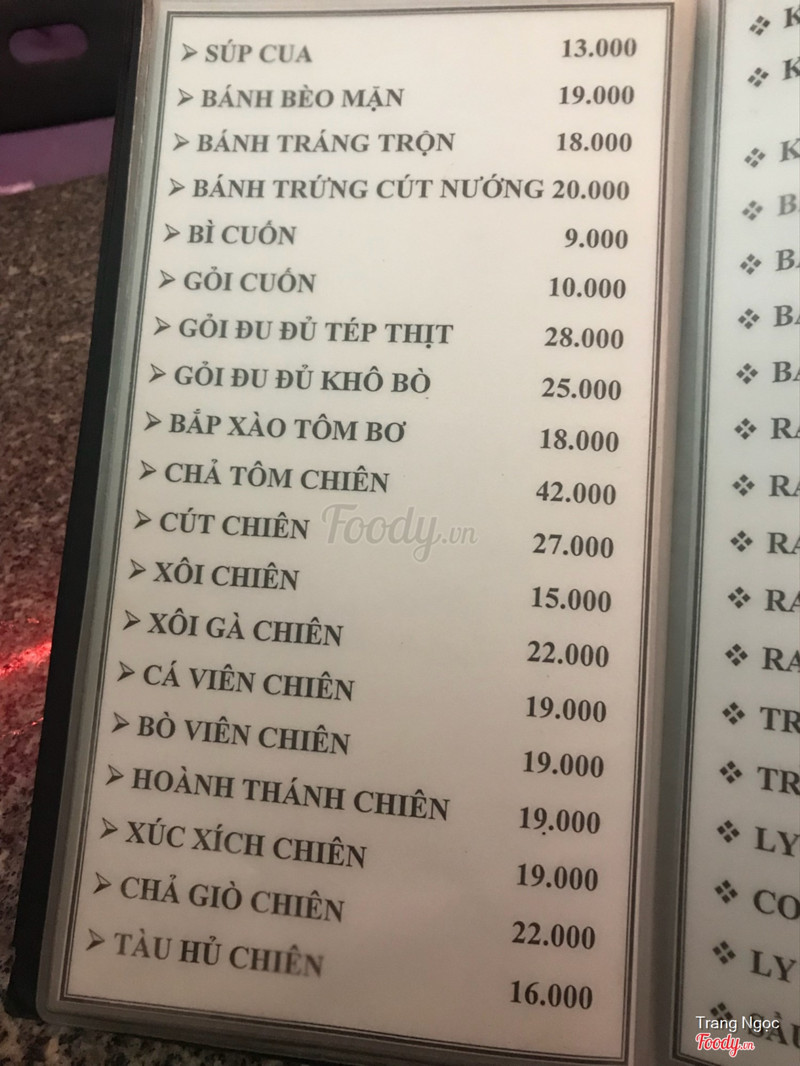 ➢ SÚP CUA 13.000
➢ BÁNH BÈO MẶN 19.000
➢ BÁNH TRÁNG TRỘN 18.000
➢ BÁNH TRỨNG CÚT NƯỚNG 20.000
➢ BÌ CUỐN 9.000
➢ GỎI CUỐN 10.000
➢ GỎI ĐU ĐỦ TÉP THỊT 28.000
➢ GỎI ĐU ĐỦ KHÔ BÒ 25.000
➢ BẮP XÀO TÔM BƠ 18.000
➢ CHẢ TÔM CHIÊN 42.000
➢ CÚT CHIÊN 27.000
➢ XÔI CHIÊN 15.000
➢ XÔI GÀ CHIÊN 22.000
➢ CÁ VIÊN CHIÊN 19.000
➢ BÒ VIÊN CHIÊN 19.000
➢ HOÀNH THÁNH CHIÊN 19.000
➢ XÚC XÍCH CHIÊN 19.000
➢ CHẢ GIÒ CHIÊN 22.000
➢ TÀU HỦ CHIÊN 16.000
Foody.vn
LY
LY
Trang Ngọc
Foody.vn